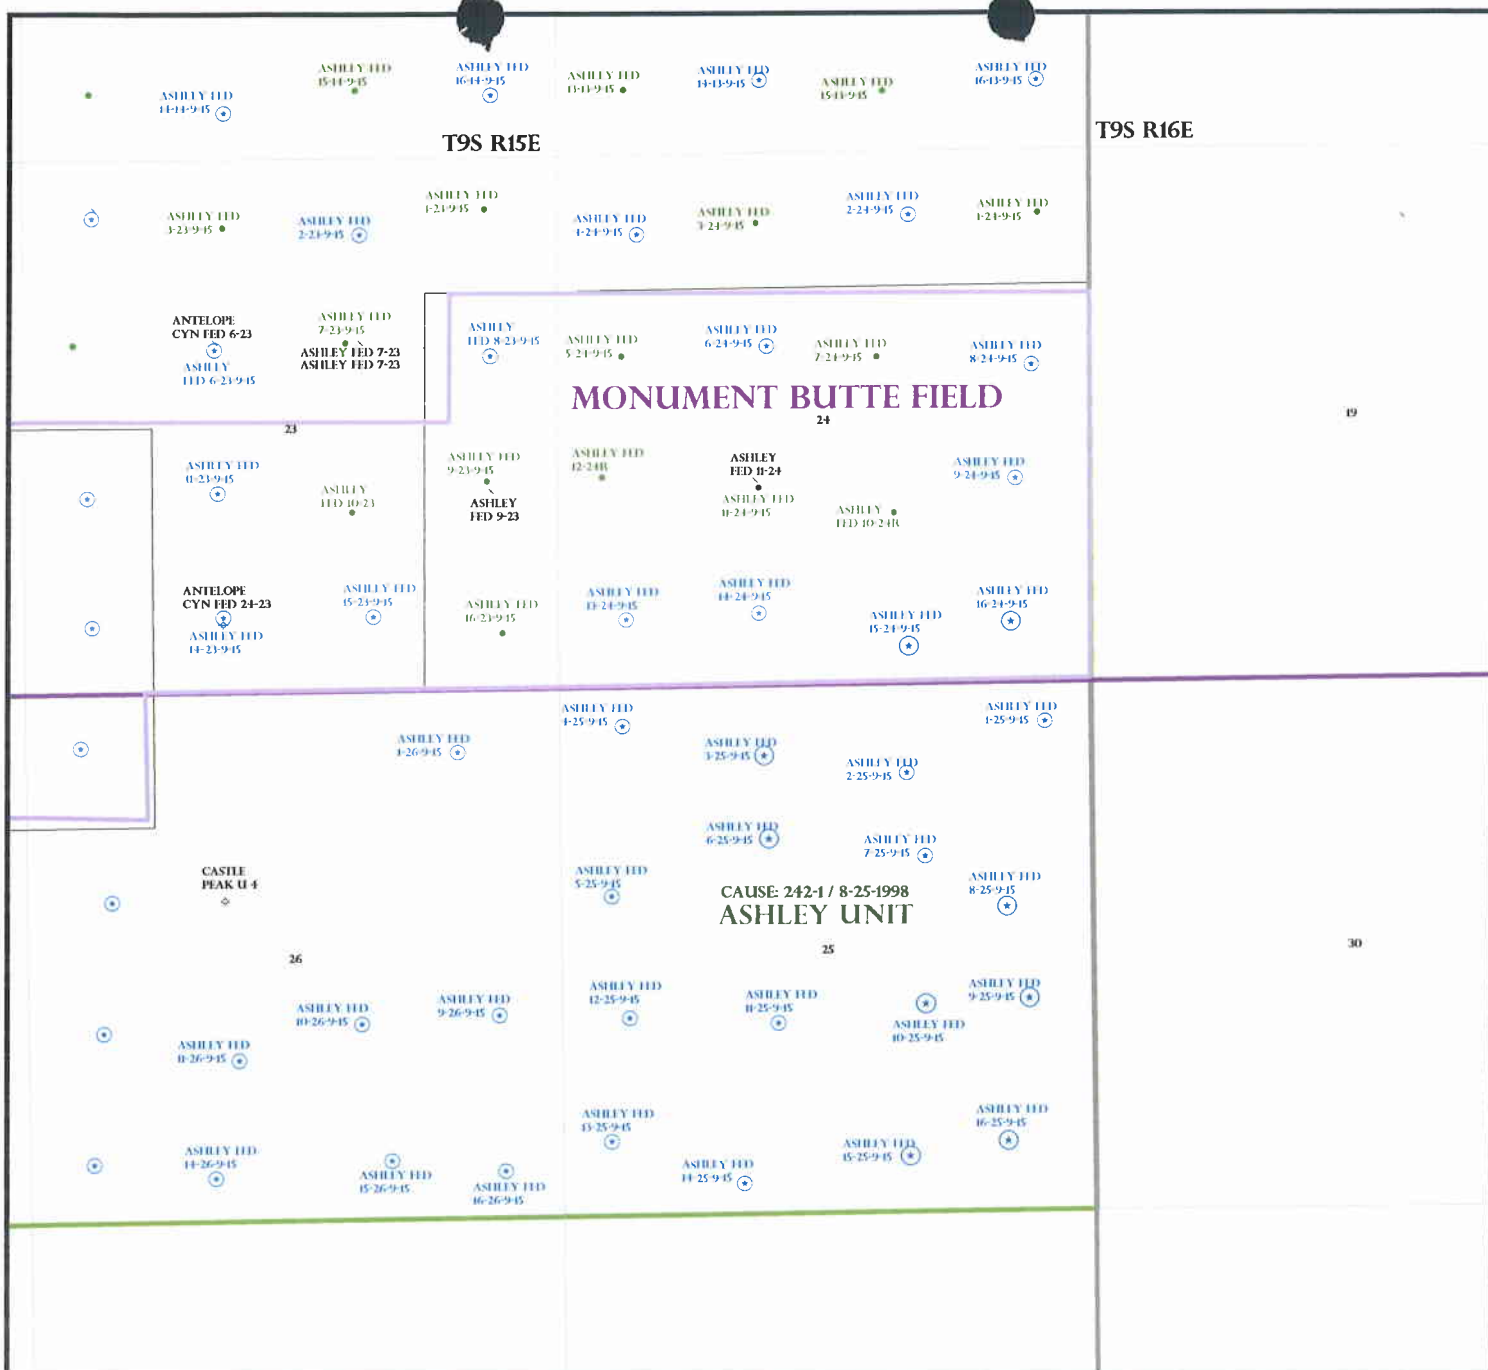 ASHLEY FED
14-14-9-15
ASHLEY FED
15-14-9-15
ASHLEY FED
16-14-9-15
ASHLEY FED
13-13-9-15
ASHLEY FED
14-13-9-15
ASHLEY FED
15-13-9-15
ASHLEY FED
16-13-9-15
T9S R15E
T9S R16E
ASHLEY FED
3-23-9-15
ASHLEY FED
2-23-9-15
ASHLEY FED
1-23-9-15
ASHLEY FED
4-24-9-15
ASHLEY FED
3-24-9-15
ASHLEY FED
2-24-9-15
ASHLEY FED
1-24-9-15
ANTELOPE
CYN FED 6-23
ASHLEY
FED 6-23-9-15
ASHLEY FED
7-23-9-15
ASHLEY FED 7-23
ASHLEY FED 7-23
ASHLEY
FED 8-23-9-15
ASHLEY FED
5-24-9-15
ASHLEY FED
6-24-9-15
ASHLEY FED
7-24-9-15
ASHLEY FED
8-24-9-15
MONUMENT BUTTE FIELD
23
24
19
ASHLEY FED
11-23-9-15
ASHLEY
FED 10-23
ASHLEY FED
9-23-9-15
ASHLEY
FED 9-23
ASHLEY FED
12-24R
ASHLEY
FED 11-24
ASHLEY FED
11-24-9-15
ASHLEY
FED 10-24R
ASHLEY FED
9-24-9-15
ANTELOPE
CYN FED 24-23
ASHLEY FED
14-23-9-15
ASHLEY FED
15-23-9-15
ASHLEY FED
16-23-9-15
ASHLEY FED
13-24-9-15
ASHLEY FED
14-24-9-15
ASHLEY FED
15-24-9-15
ASHLEY FED
16-24-9-15
ASHLEY FED
1-26-9-15
ASHLEY FED
4-25-9-15
ASHLEY FED
3-25-9-15
ASHLEY FED
2-25-9-15
ASHLEY FED
1-25-9-15
CASTLE
PEAK U 4
ASHLEY FED
5-25-9-15
ASHLEY FED
6-25-9-15
ASHLEY FED
7-25-9-15
ASHLEY FED
8-25-9-15
CAUSE: 242-1 / 8-25-1998
ASHLEY UNIT
26
25
30
ASHLEY FED
11-26-9-15
ASHLEY FED
10-26-9-15
ASHLEY FED
9-26-9-15
ASHLEY FED
12-25-9-15
ASHLEY FED
11-25-9-15
ASHLEY FED
10-25-9-15
ASHLEY FED
9-25-9-15
ASHLEY FED
14-26-9-15
ASHLEY FED
15-26-9-15
ASHLEY FED
16-26-9-15
ASHLEY FED
13-25-9-15
ASHLEY FED
14-25-9-15
ASHLEY FED
15-25-9-15
ASHLEY FED
16-25-9-15